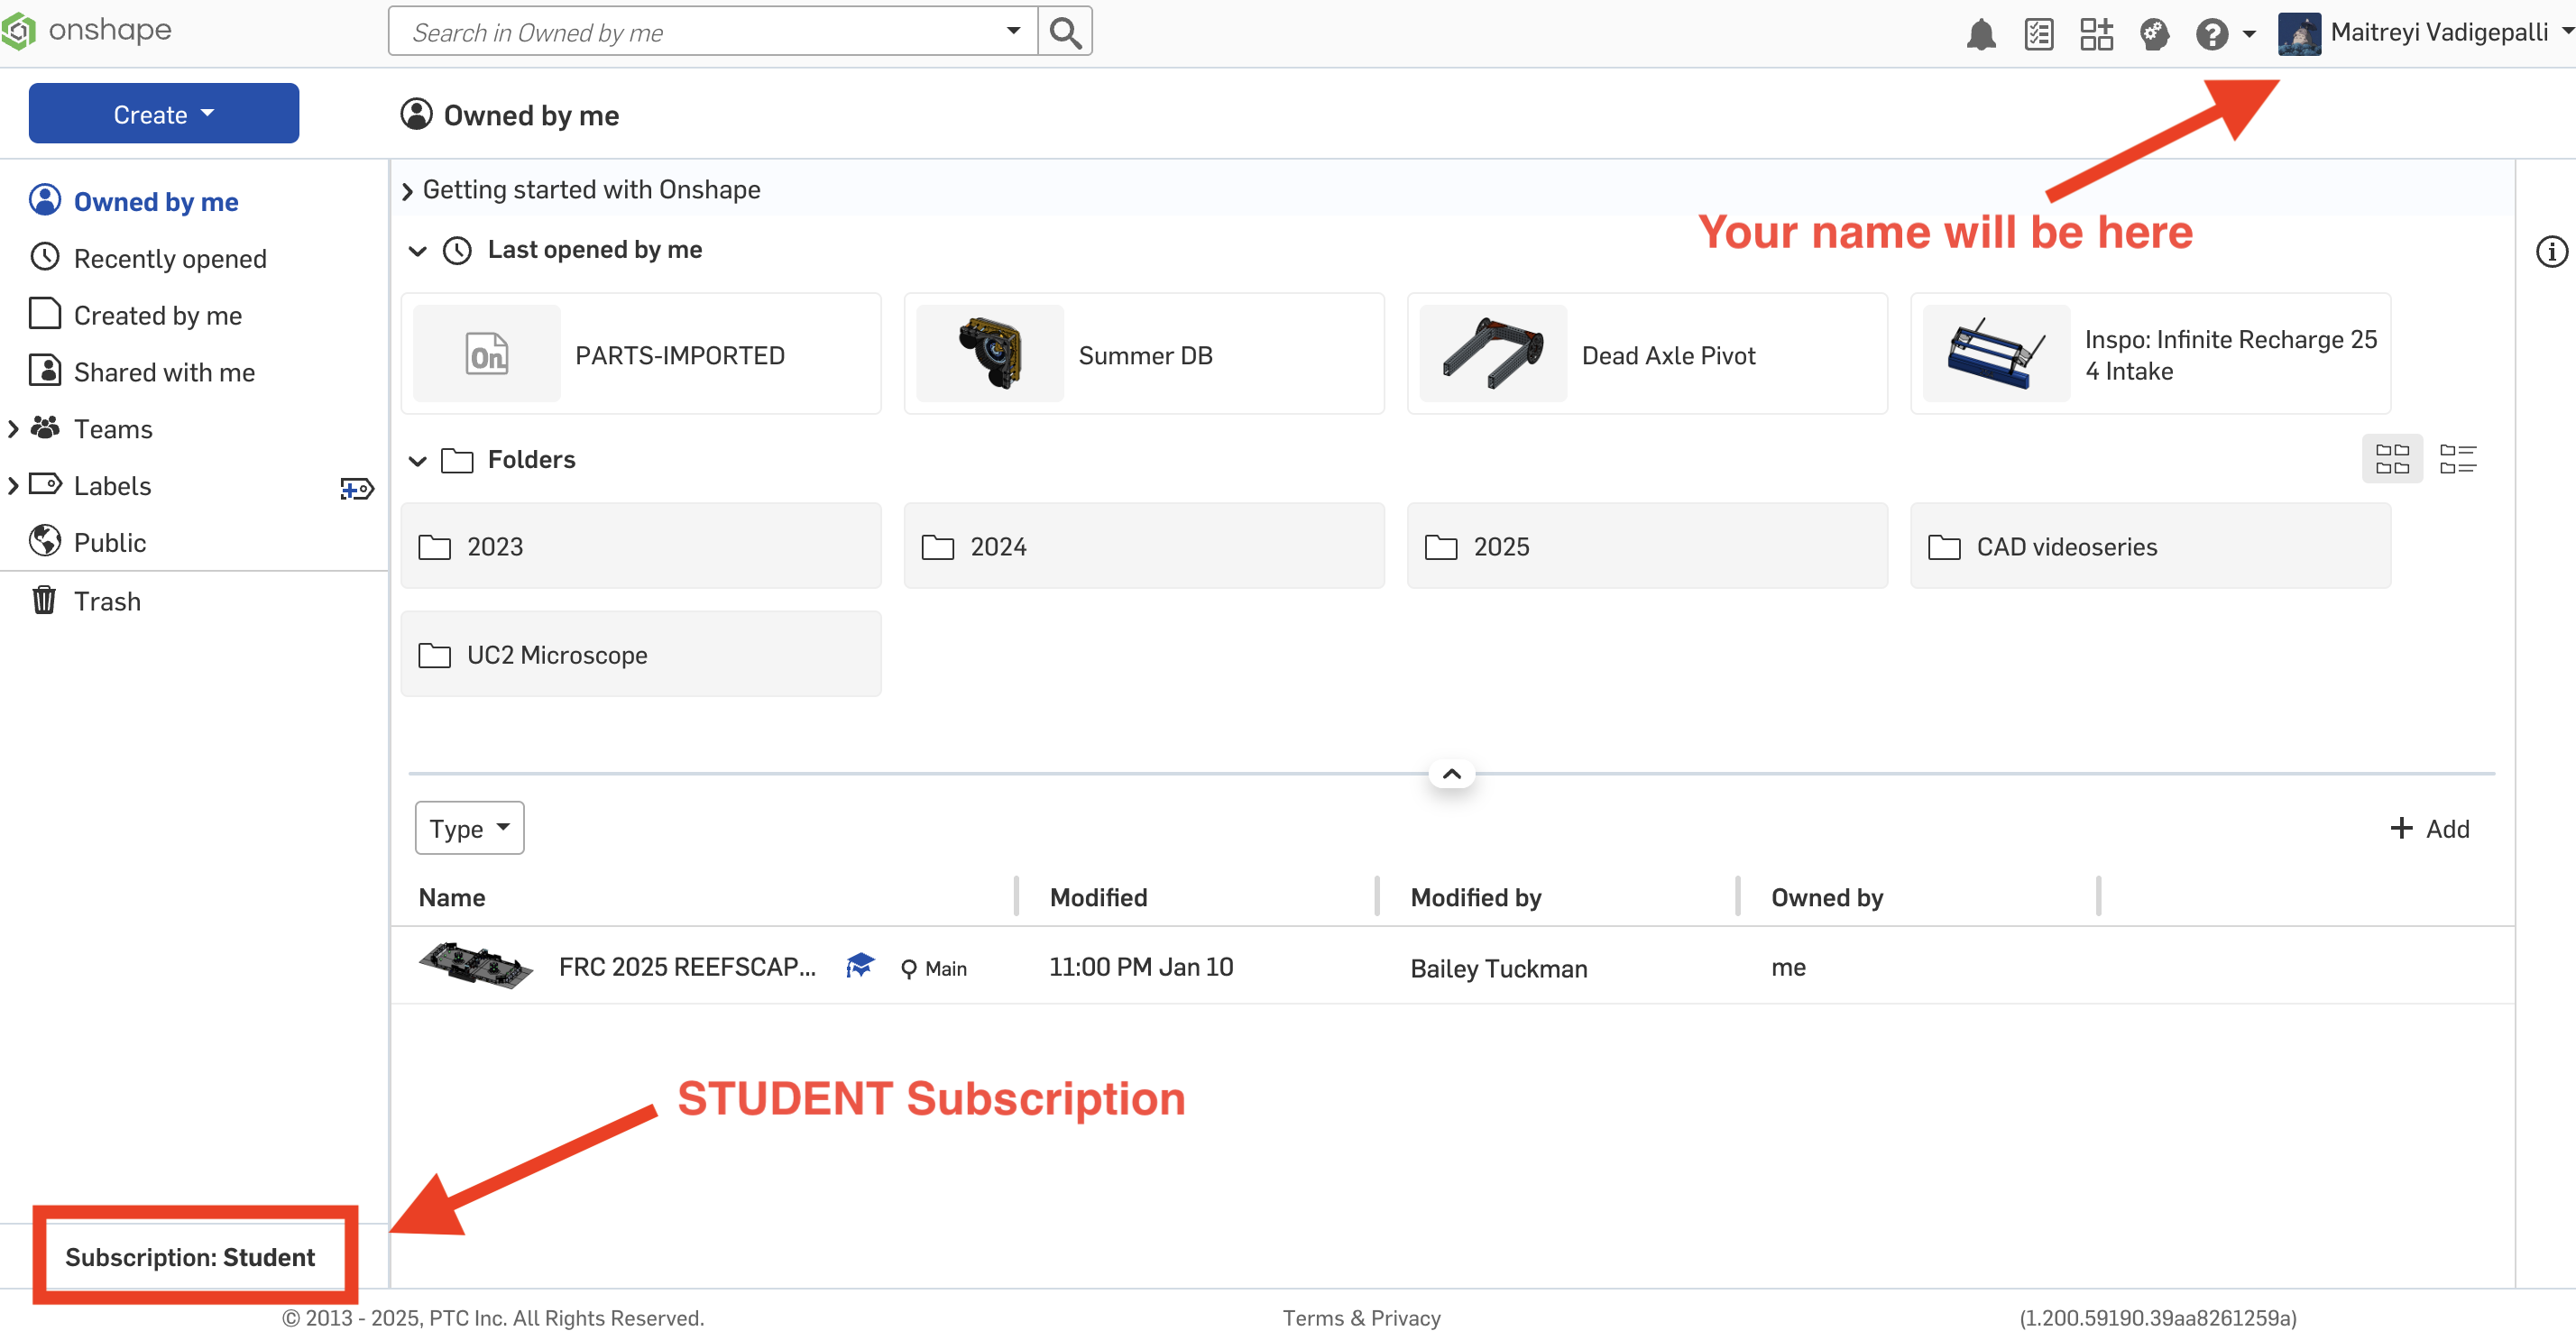 onshape
Search in Owned by me
Maitreyi Vadigepalli
Create
Owned by me
Your name will be here
Owned by me
Recently opened
Created by me
Shared with me
Teams
Labels
Public
Trash
Getting started with Onshape
Last opened by me
On
PARTS-IMPORTED
Summer DB
Dead Axle Pivot
Inspo: Infinite Recharge 25
4 Intake
Folders
2023
2024
2025
CAD videoseries
UC2 Microscope
Type
Add
Name Modified Modified by Owned by
FRC 2025 REEFSCAP... Main 11:00 PM Jan 10 Bailey Tuckman me
STUDENT Subscription
Subscription: Student
© 2013 - 2025, PTC Inc. All Rights Reserved.
Terms & Privacy
(1.200.59190.39aa8261259a)